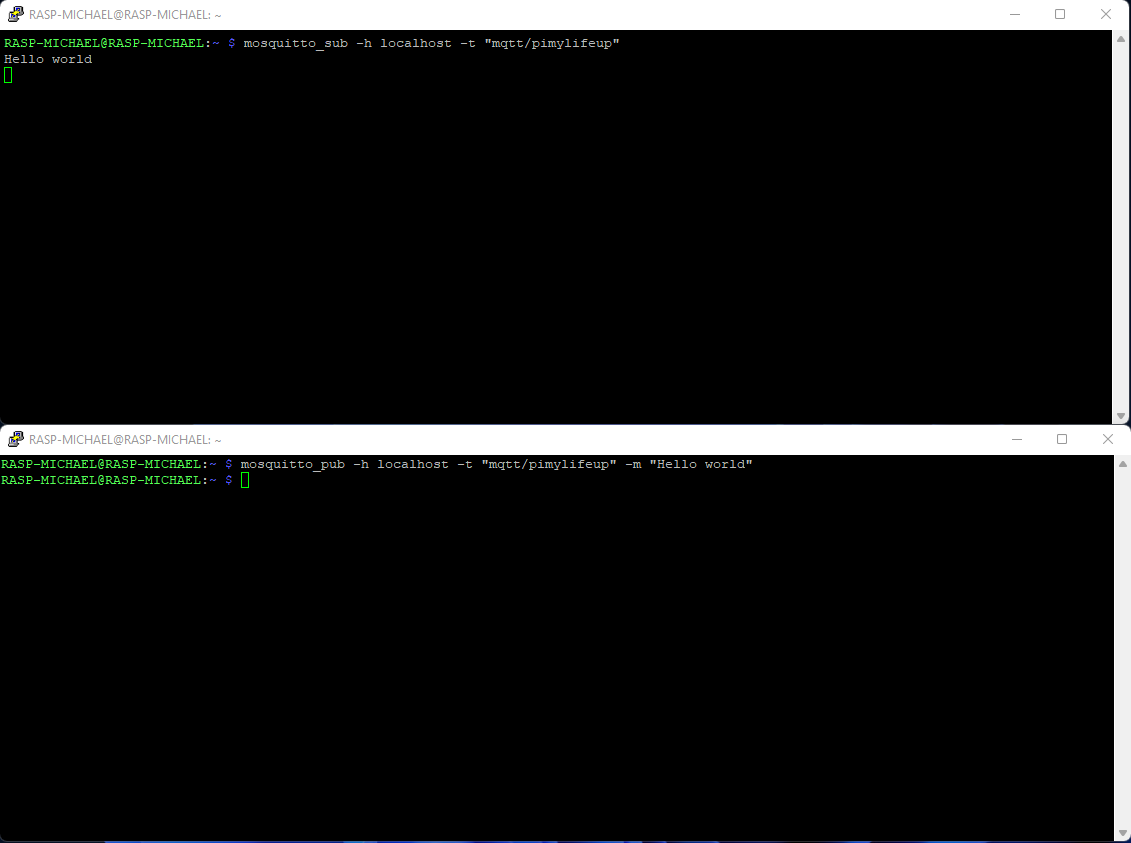 RASP-MICHAEL@RASP-MICHAEL: ~
RASP-MICHAEL@RASP-MICHAEL:~ $ mosquitto_sub -h localhost -t "mqtt/pimylifeup"
Hello world
RASP-MICHAEL@RASP-MICHAEL: ~
RASP-MICHAEL@RASP-MICHAEL:~ $ mosquitto_pub -h localhost -t "mqtt/pimylifeup" -m "Hello world"
RASP-MICHAEL@RASP-MICHAEL:~ $